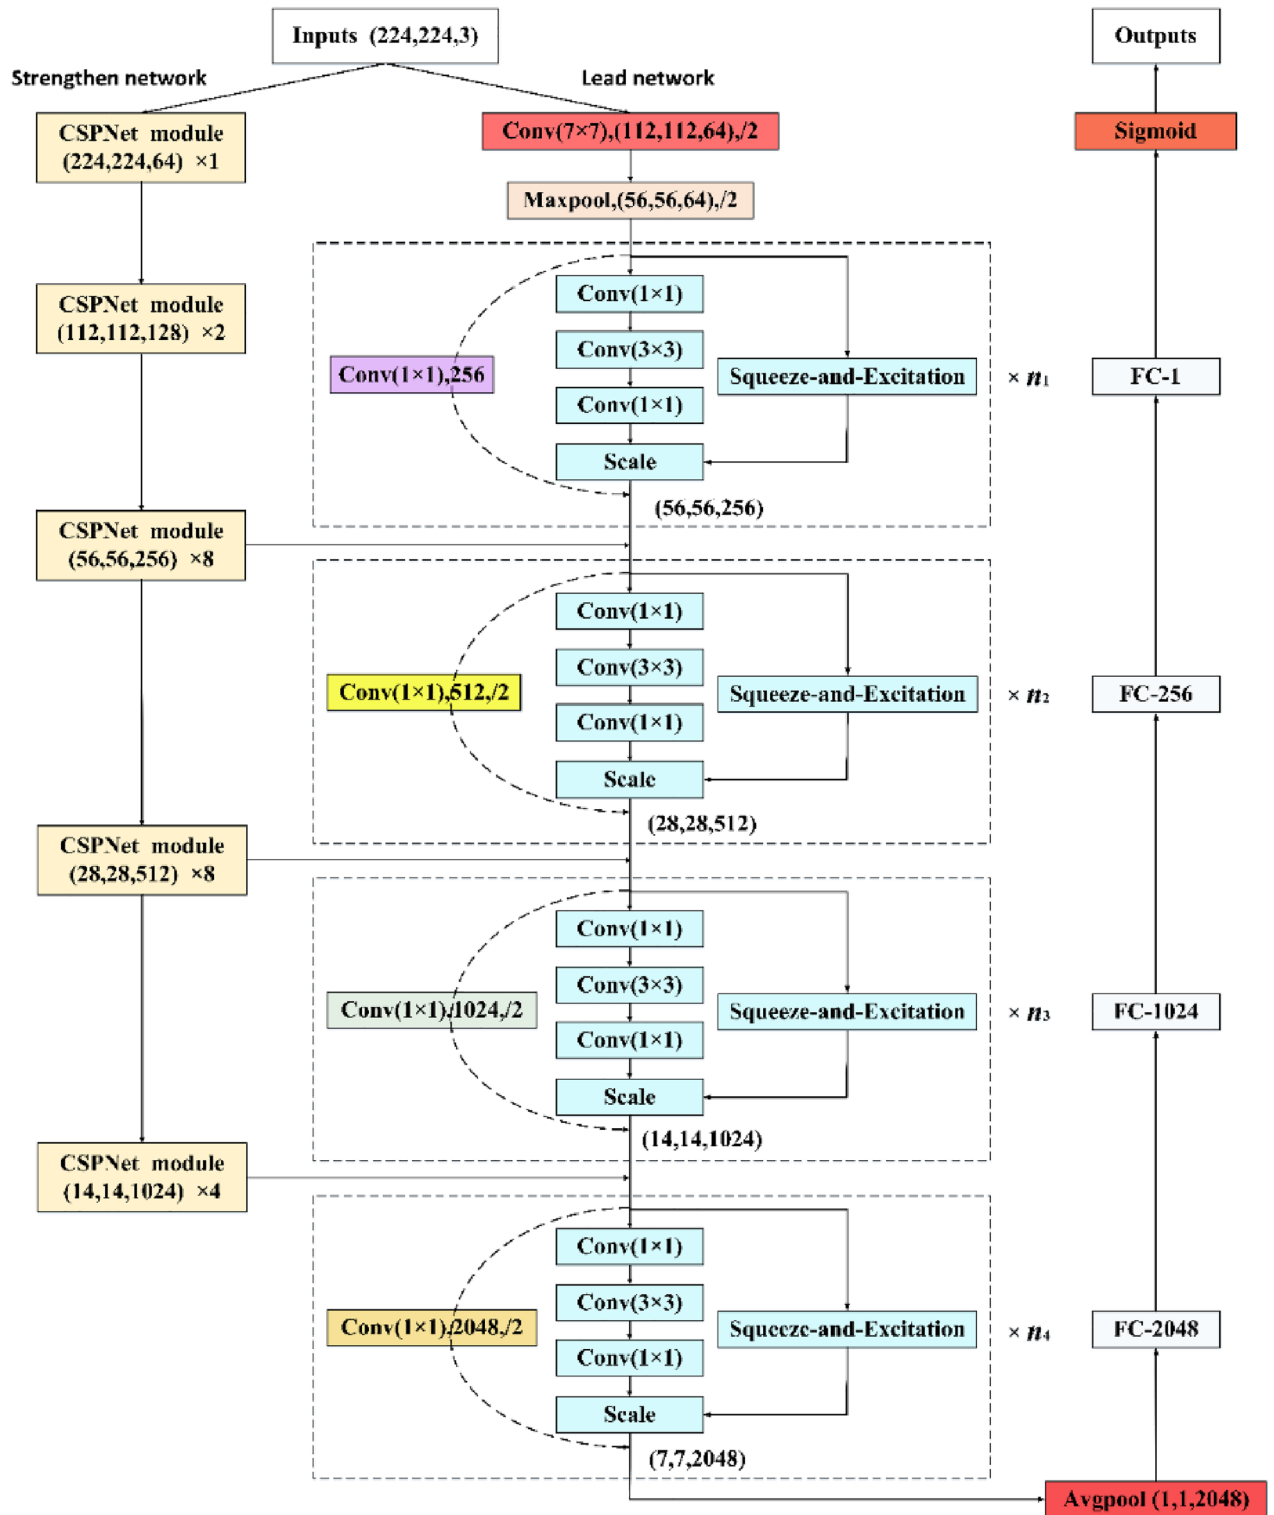 Inputs (224,224,3)
Outputs
Strengthen network
Lead network
CSPNet module
(224,224,64) ×1
Conv(7×7),(112,112,64),/2
Sigmoid
Maxpool,(56,56,64),/2
CSPNet module
(112,112,128) ×2
Conv(1×1)
Conv(3×3)
Conv(1×1),256
Squeeze-and-Excitation
× n₁
FC-1
Conv(1×1)
Scale
(56,56,256)
CSPNet module
(56,56,256) ×8
Conv(1×1)
Conv(3×3)
Conv(1×1),512,/2
Squeeze-and-Excitation
× n₂
FC-256
Conv(1×1)
Scale
(28,28,512)
CSPNet module
(28,28,512) ×8
Conv(1×1)
Conv(3×3)
Conv(1×1),1024,/2
Squeeze-and-Excitation
× n₃
FC-1024
Conv(1×1)
Scale
(14,14,1024)
CSPNet module
(14,14,1024) ×4
Conv(1×1)
Conv(3×3)
Conv(1×1),2048,/2
Squeeze-and-Excitation
× n₄
FC-2048
Conv(1×1)
Scale
(7,7,2048)
Avgpool (1,1,2048)